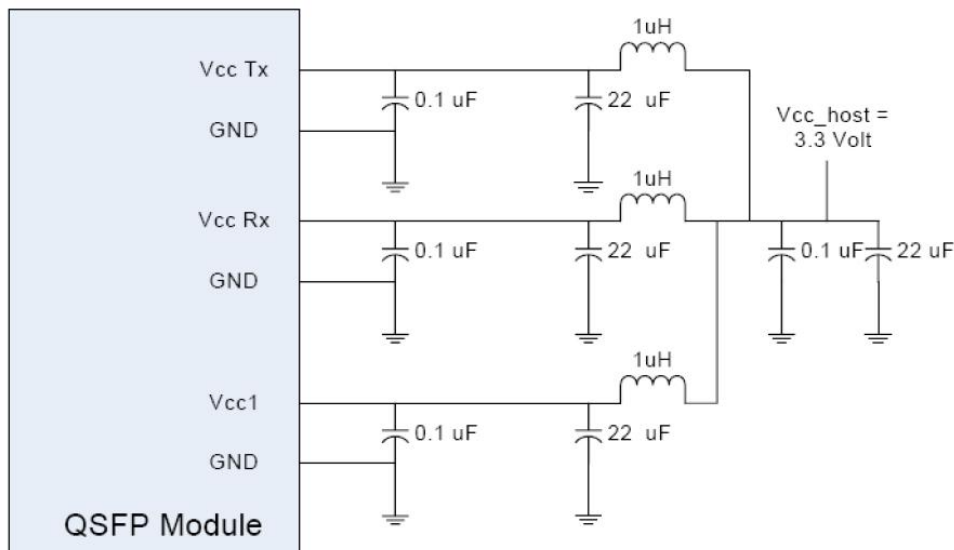 1uH
Vcc Tx
0.1 uF
22 uF
GND
Vcc_host =
3.3 Volt
1uH
Vcc Rx
0.1 uF
22 uF
0.1 uF
22 uF
GND
1uH
Vcc1
0.1 uF
22 uF
GND
QSFP Module